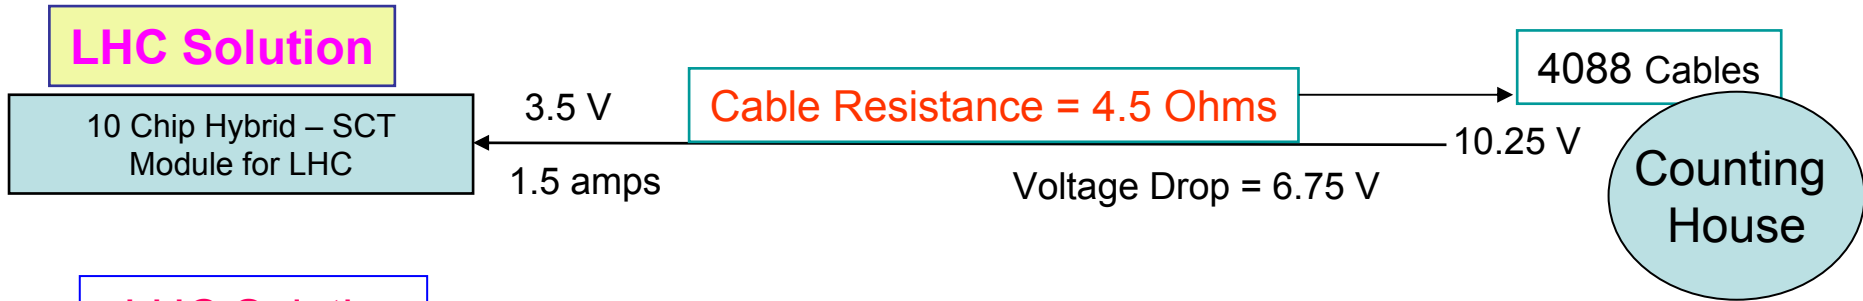 LHC Solution
10 Chip Hybrid – SCT
Module for LHC
3.5 V
1.5 amps
Cable Resistance = 4.5 Ohms
Voltage Drop = 6.75 V
4088 Cables
10.25 V
Counting
House